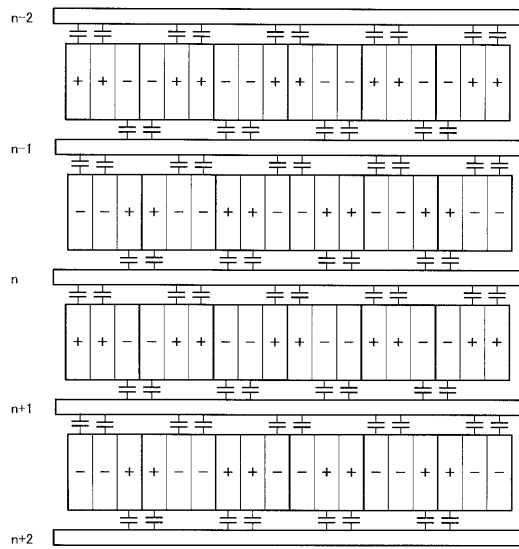 n-2
+ + - - + + - - + + - - + + - - + +
n-1
- - + + - - + + - - + + - - + + - -
n
+ + - - + + - - + + - - + + - - + +
n+1
- - + + - - + + - - + + - - + + - -
n+2